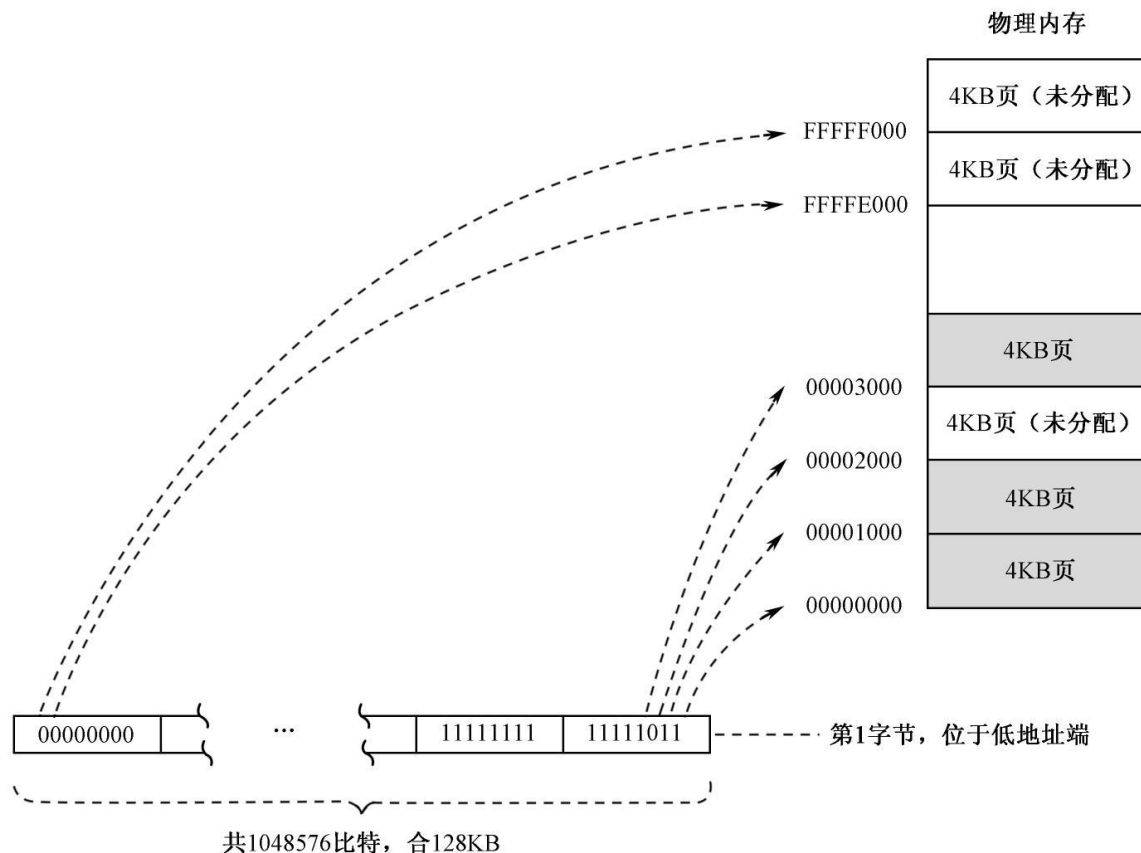 物理内存
4KB页（未分配）
FFFFF000
4KB页（未分配）
FFFFE000
4KB页
00003000
4KB页（未分配）
00002000
4KB页
00001000
4KB页
00000000
00000000
...
11111111
11111011
第1字节，位于低地址端
共1048576比特，合128KB